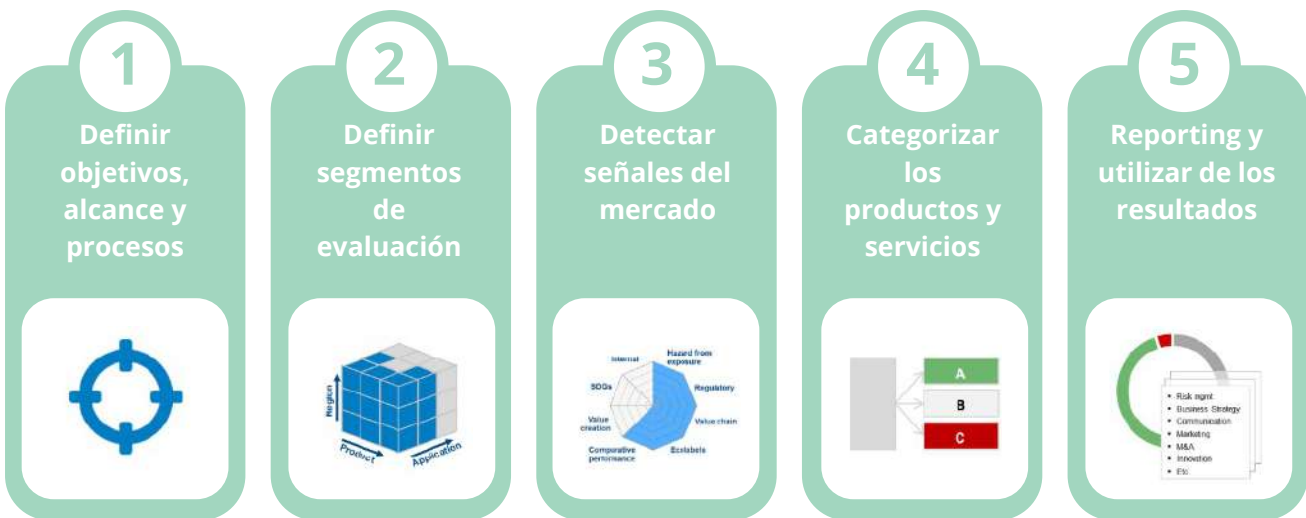 1
Definir
objetivos,
alcance y
procesos
Region
Product
Application
2
Definir
segmentos
de
evaluación
3
Detectar
señales del
mercado
Internal
Hazard from
exposure
SDGs
Regulatory
Value
creation
Value chain
Comparative
performance
Ecolabels
4
Categorizar
los
productos y
servicios
A
B
C
5
Reporting y
utilizar de los
resultados
• Risk mgmt
• Business Strategy
• Communication
• Marketing
• M&A
• Innovation
• Etc